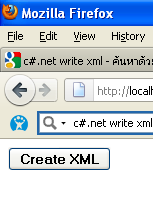 Mozilla Firefox
File Edit View History
c#.net write xml - ค้นหาด้วย
http://local
c#.net write xml
Create XML